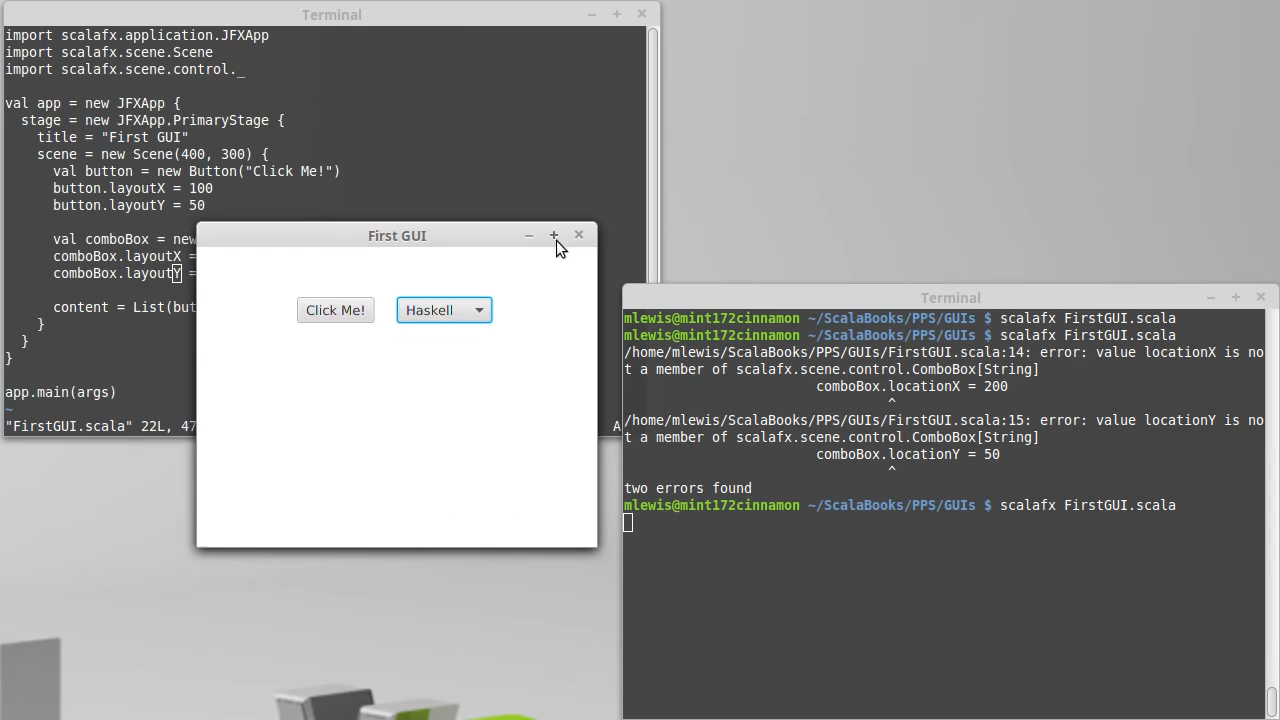 Terminal
import scalafx.application.JFXApp
import scalafx.scene.Scene
import scalafx.scene.control._
val app = new JFXApp {
  stage = new JFXApp.PrimaryStage {
    title = "First GUI"
    scene = new Scene(400, 300) {
      val button = new Button("Click Me!")
      button.layoutX = 100
      button.layoutY = 50
      val comboBox = new
      comboBox.layoutX =
      comboBox.layoutY =
      content = List(but
    }
  }
}
app.main(args)
~
"FirstGUI.scala" 22L, 47
A
First GUI
Click Me!
Haskell
Terminal
mlewis@mint172cinnamon ~/ScalaBooks/PPS/GUIs $ scalafx FirstGUI.scala
mlewis@mint172cinnamon ~/ScalaBooks/PPS/GUIs $ scalafx FirstGUI.scala
/home/mlewis/ScalaBooks/PPS/GUIs/FirstGUI.scala:14: error: value locationX is no
t a member of scalafx.scene.control.ComboBox[String]
                        comboBox.locationX = 200
                                 ^
/home/mlewis/ScalaBooks/PPS/GUIs/FirstGUI.scala:15: error: value locationY is no
t a member of scalafx.scene.control.ComboBox[String]
                        comboBox.locationY = 50
                                 ^
two errors found
mlewis@mint172cinnamon ~/ScalaBooks/PPS/GUIs $ scalafx FirstGUI.scala